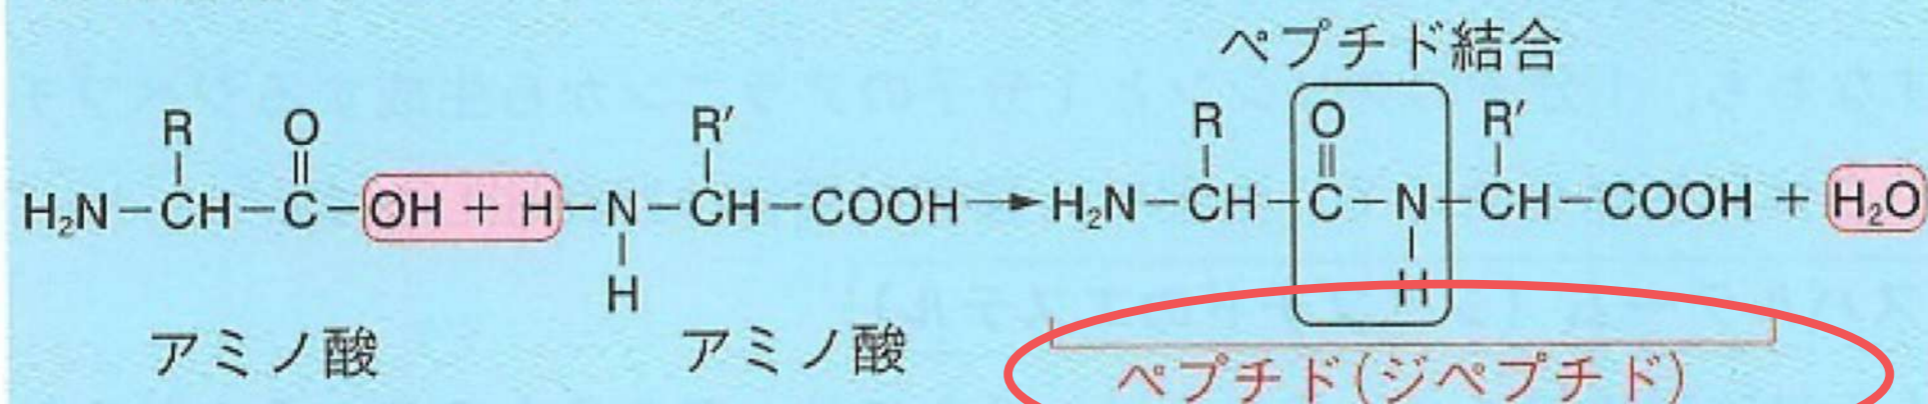 ペプチド結合
R O R′ R O R′
H₂N−CH−C−OH + H−N−CH−COOH→H₂N−CH−C−N−CH−COOH + H₂O
H H
アミノ酸 アミノ酸 ペプチド(ジペプチド)